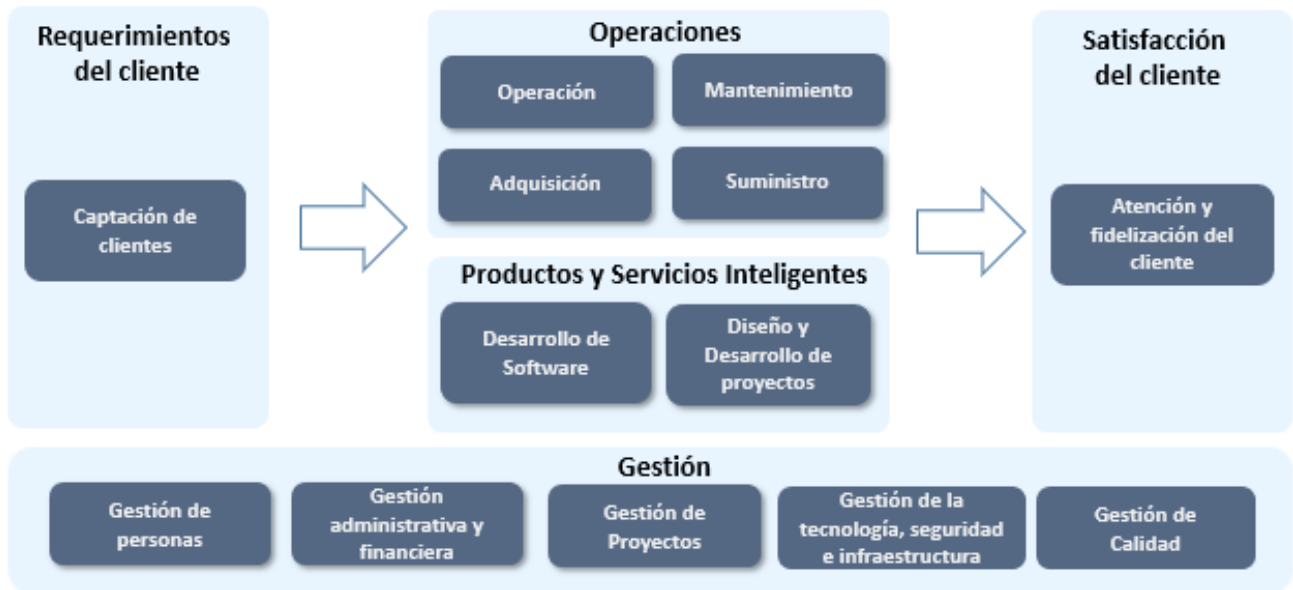 Requerimientos
del cliente
Captación de
clientes
Operaciones
Operación
Mantenimiento
Adquisición
Suministro
Productos y Servicios Inteligentes
Desarrollo de
Software
Diseño y
Desarrollo de
proyectos
Satisfacción
del cliente
Atención y
fidelización del
cliente
Gestión
Gestión de
personas
Gestión
administrativa y
financiera
Gestión de
Proyectos
Gestión de la
tecnología, seguridad
e infraestructura
Gestión de
Calidad